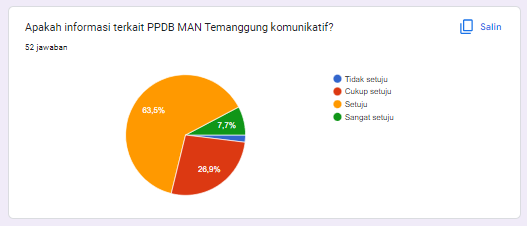 Apakah informasi terkait PPDB MAN Temanggung komunikatif?
Salin
52 jawaban
63,5%
7,7%
26,9%
Tidak setuju
Cukup setuju
Setuju
Sangat setuju